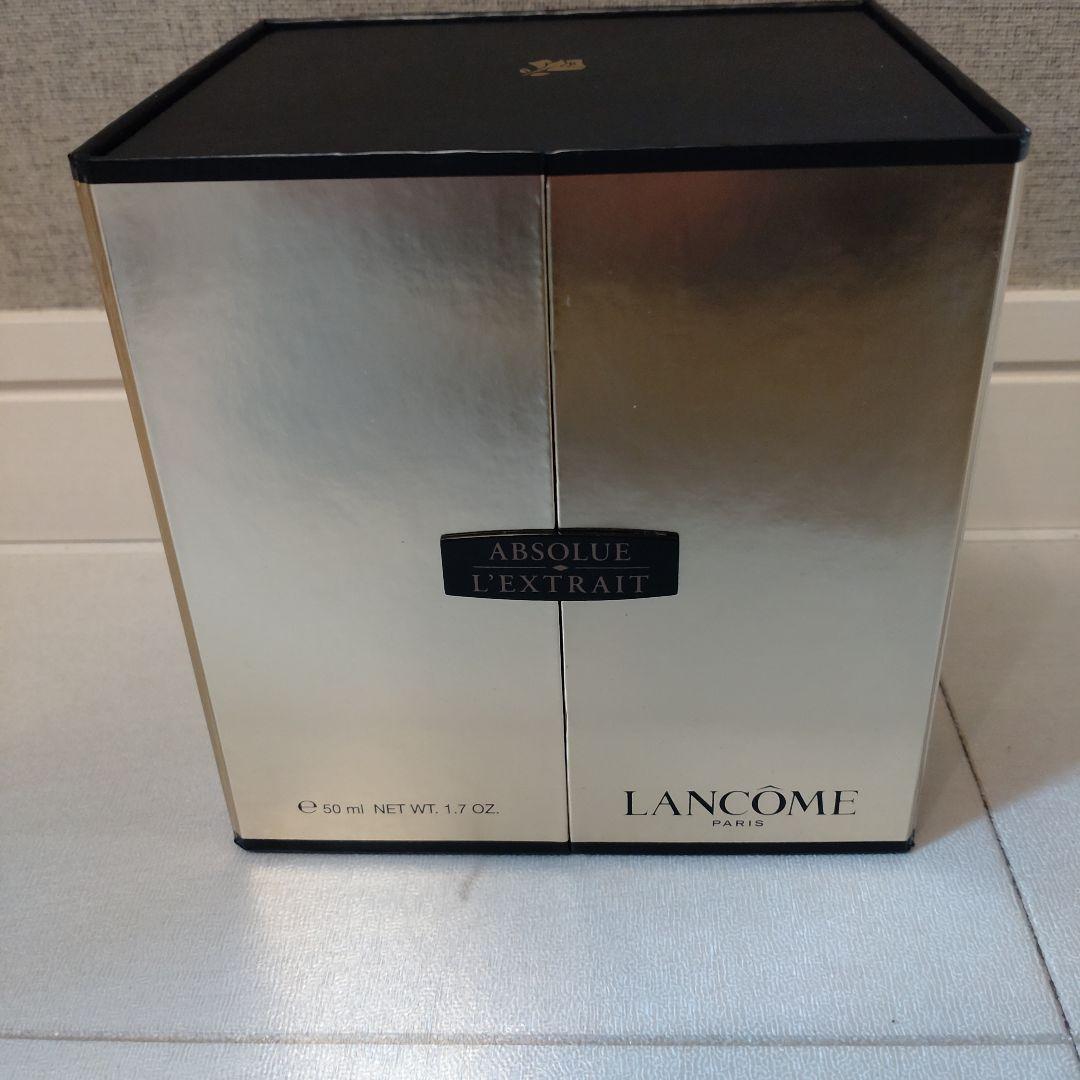 ABSOLUE
L'EXTRAIT
℮ 50 ml NET WT. 1.7 OZ.
LANCÔME
PARIS